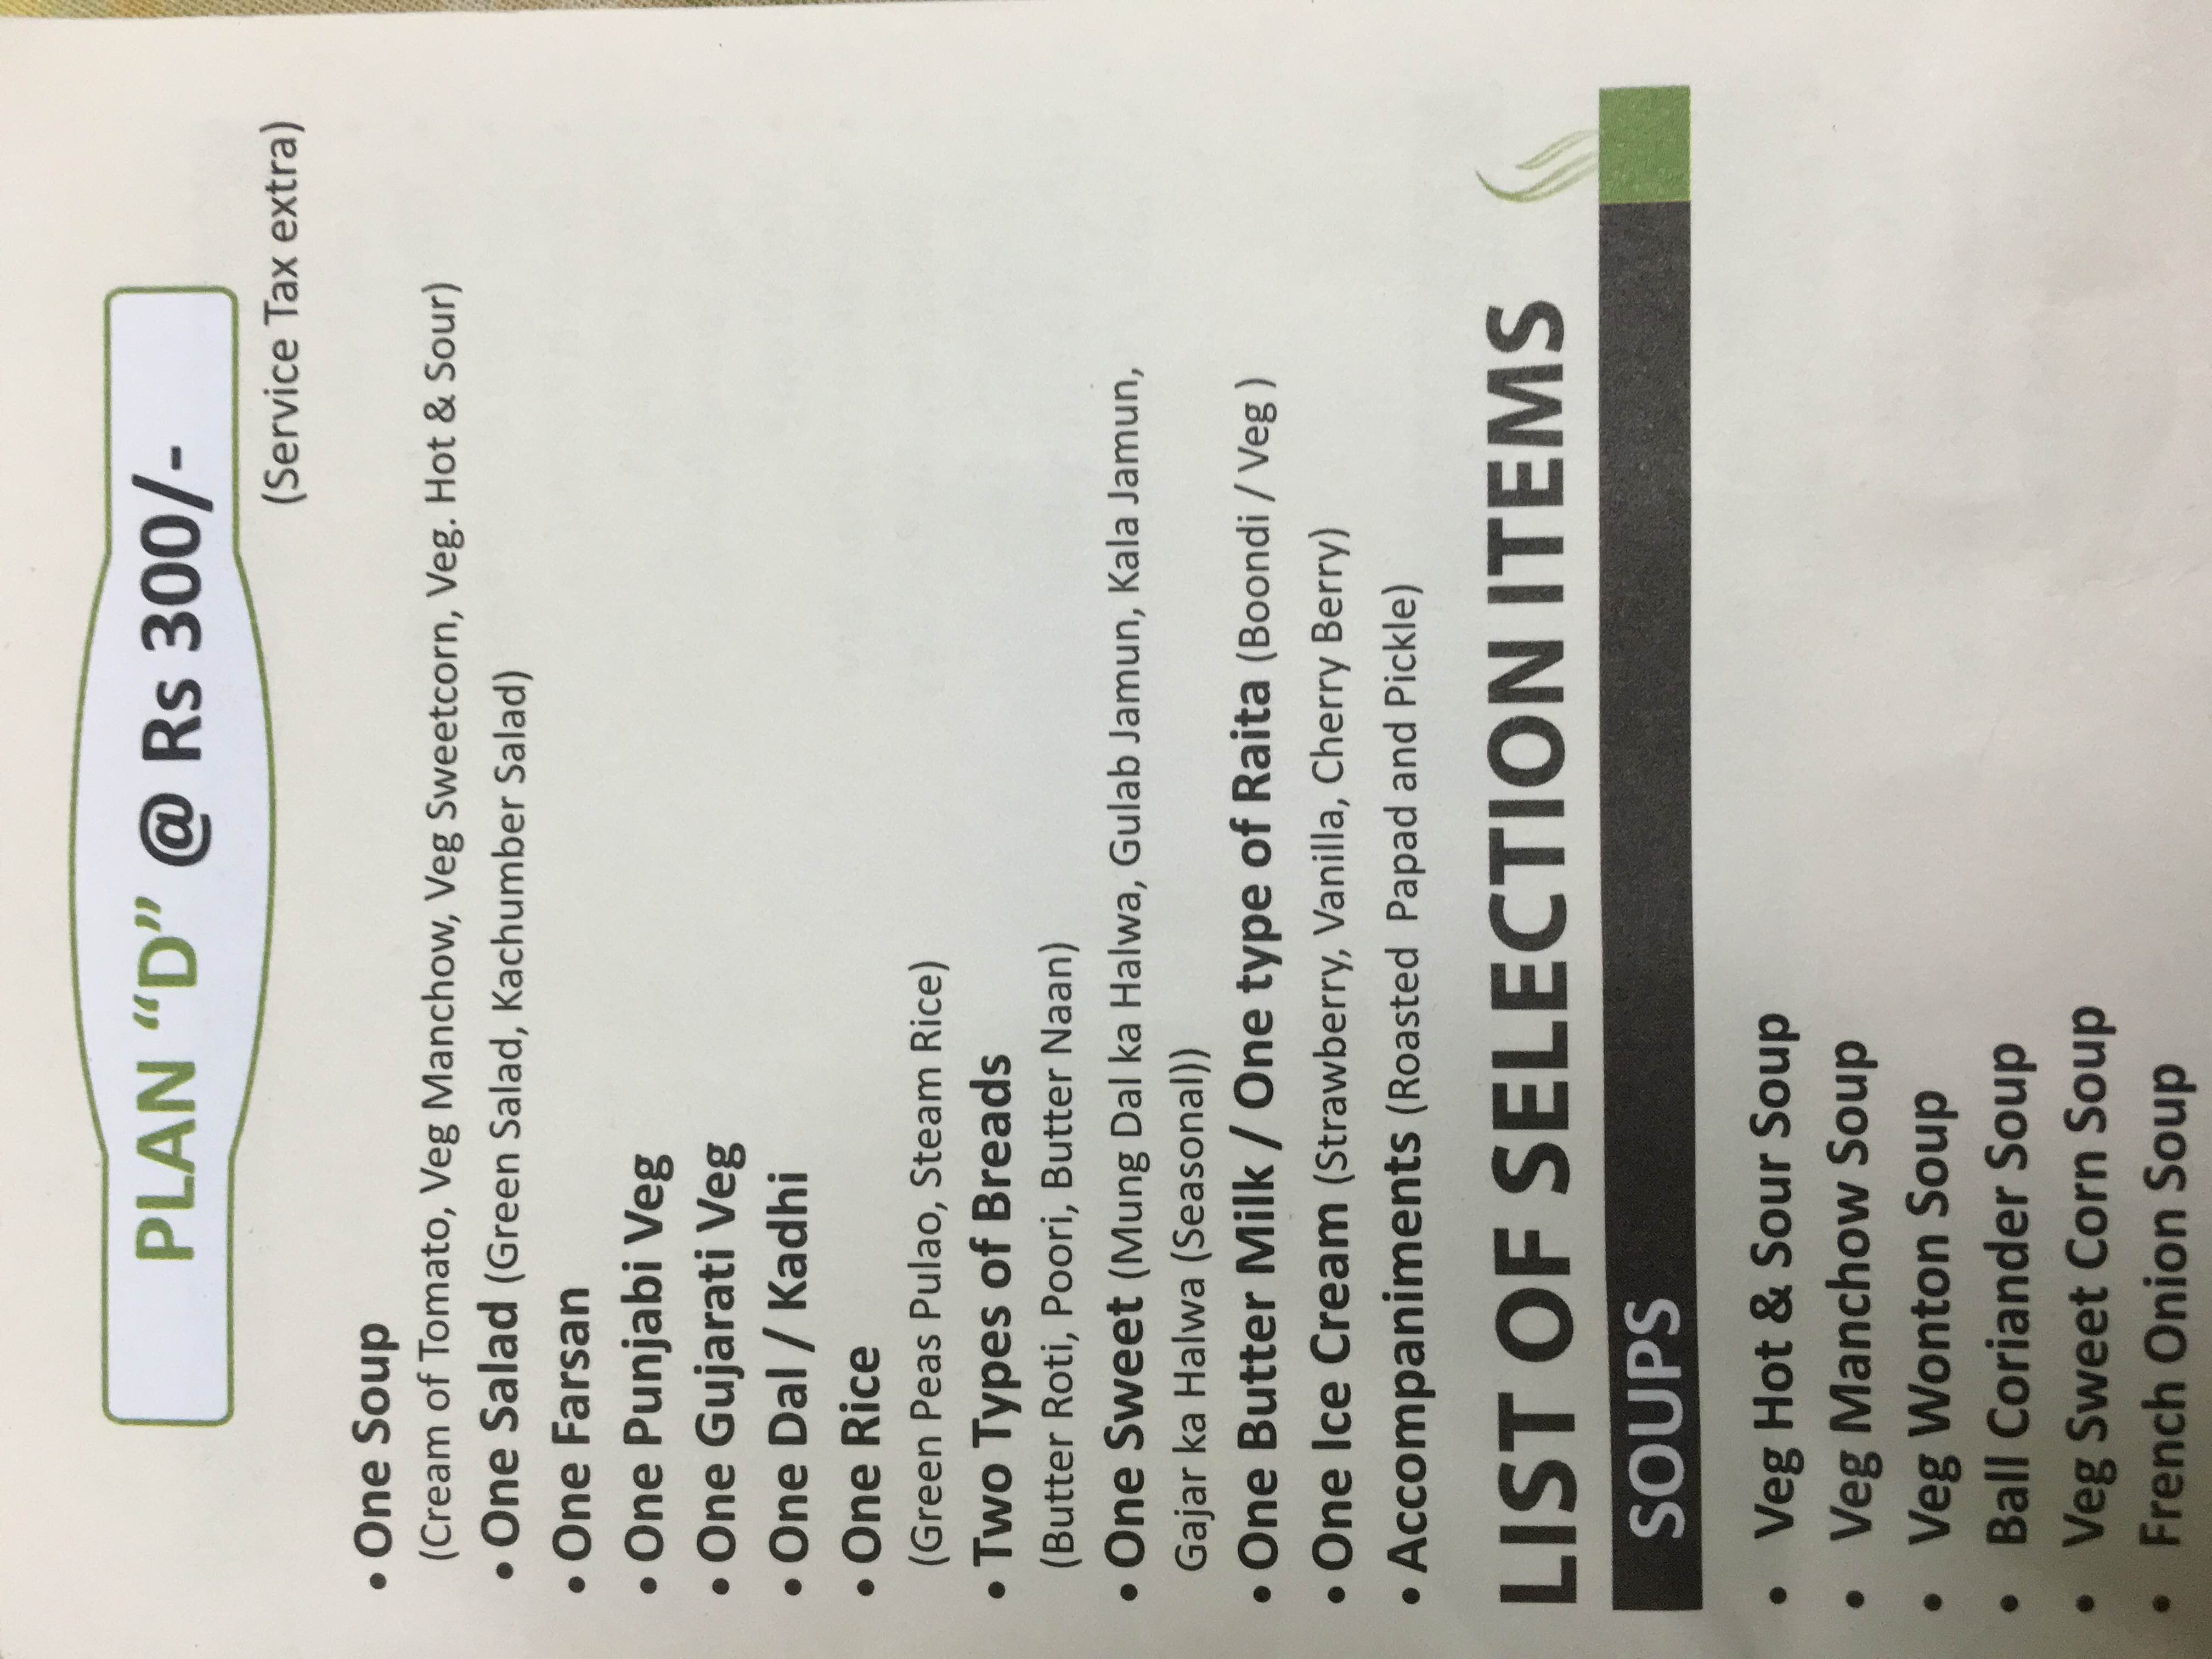 PLAN “D” @ Rs 300/-
(Service Tax extra)
• One Soup
(Cream of Tomato, Veg Manchow, Veg Sweetcorn, Veg. Hot & Sour)
• One Salad (Green Salad, Kachumber Salad)
• One Farsan
• One Punjabi Veg
• One Gujarati Veg
• One Dal / Kadhi
• One Rice
(Green Peas Pulao, Steam Rice)
• Two Types of Breads
(Butter Roti, Poori, Butter Naan)
• One Sweet (Mung Dal ka Halwa, Gulab Jamun, Kala Jamun,
Gajar ka Halwa (Seasonal))
• One Butter Milk / One type of Raita (Boondi / Veg )
• One Ice Cream (Strawberry, Vanilla, Cherry Berry)
• Accompaniments (Roasted Papad and Pickle)
LIST OF SELECTION ITEMS
SOUPS
• Veg Hot & Sour Soup
• Veg Manchow Soup
• Veg Wonton Soup
• Ball Coriander Soup
• Veg Sweet Corn Soup
• French Onion Soup